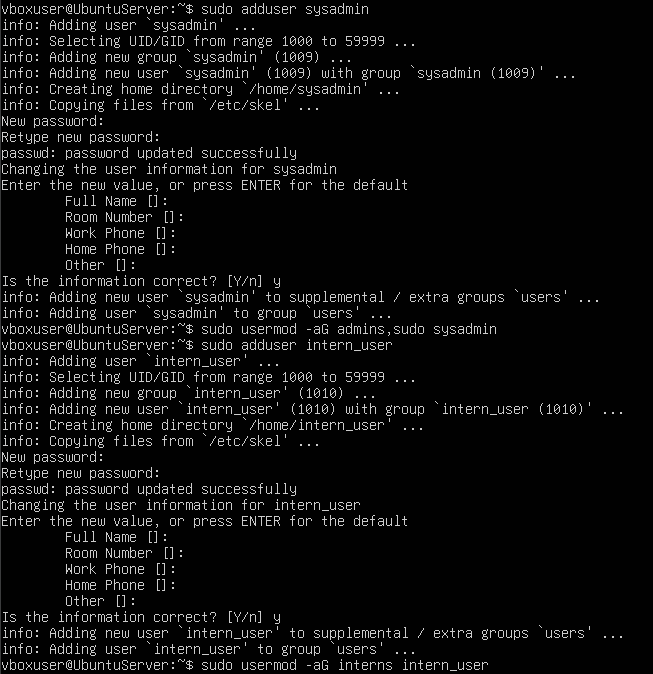 vboxuser@UbuntuServer:~$ sudo adduser sysadmin
info: Adding user `sysadmin' ...
info: Selecting UID/GID from range 1000 to 59999 ...
info: Adding new group `sysadmin' (1009) ...
info: Adding new user `sysadmin' (1009) with group `sysadmin (1009)' ...
info: Creating home directory `/home/sysadmin' ...
info: Copying files from `/etc/skel' ...
New password:
Retype new password:
passwd: password updated successfully
Changing the user information for sysadmin
Enter the new value, or press ENTER for the default
        Full Name []:
        Room Number []:
        Work Phone []:
        Home Phone []:
        Other []:
Is the information correct? [Y/n] y
info: Adding new user `sysadmin' to supplemental / extra groups `users' ...
info: Adding user `sysadmin' to group `users' ...
vboxuser@UbuntuServer:~$ sudo usermod -aG admins,sudo sysadmin
vboxuser@UbuntuServer:~$ sudo adduser intern_user
info: Adding user `intern_user' ...
info: Selecting UID/GID from range 1000 to 59999 ...
info: Adding new group `intern_user' (1010) ...
info: Adding new user `intern_user' (1010) with group `intern_user (1010)' ...
info: Creating home directory `/home/intern_user' ...
info: Copying files from `/etc/skel' ...
New password:
Retype new password:
passwd: password updated successfully
Changing the user information for intern_user
Enter the new value, or press ENTER for the default
        Full Name []:
        Room Number []:
        Work Phone []:
        Home Phone []:
        Other []:
Is the information correct? [Y/n] y
info: Adding new user `intern_user' to supplemental / extra groups `users' ...
info: Adding user `intern_user' to group `users' ...
vboxuser@UbuntuServer:~$ sudo usermod -aG interns intern_user